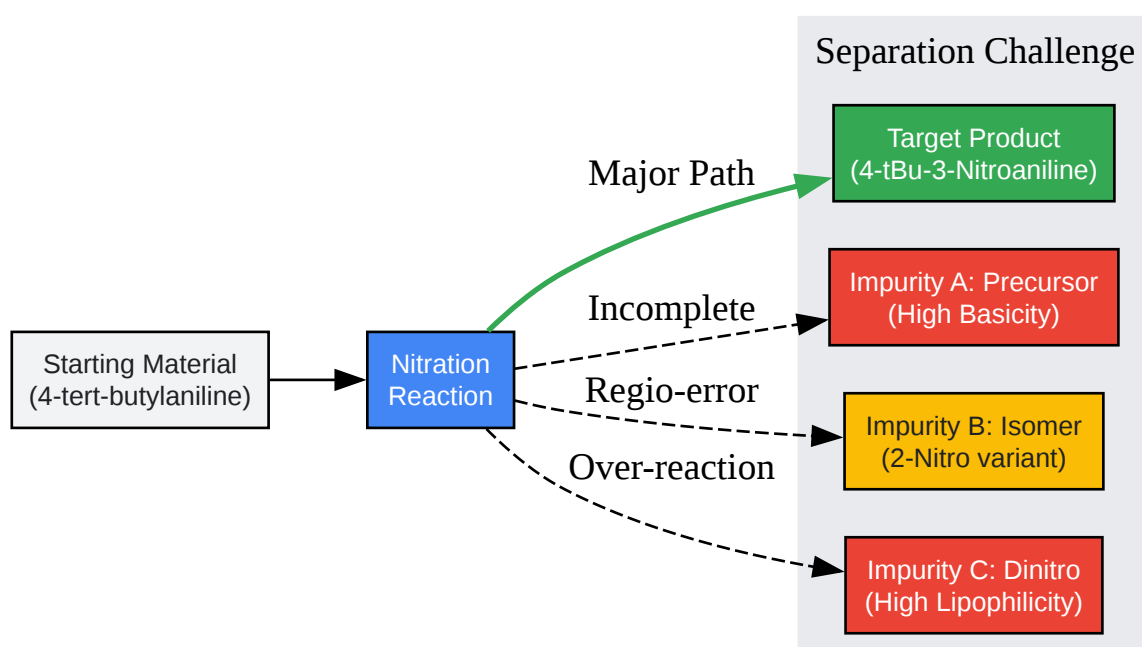 Separation Challenge
Target Product
(4-tBu-3-Nitroaniline)
Major Path
Impurity A: Precursor
(High Basicity)
Incomplete
Starting Material
(4-tert-butylaniline)
Nitration
Reaction
Regio-error
Impurity B: Isomer
(2-Nitro variant)
Over-reaction
Impurity C: Dinitro
(High Lipophilicity)